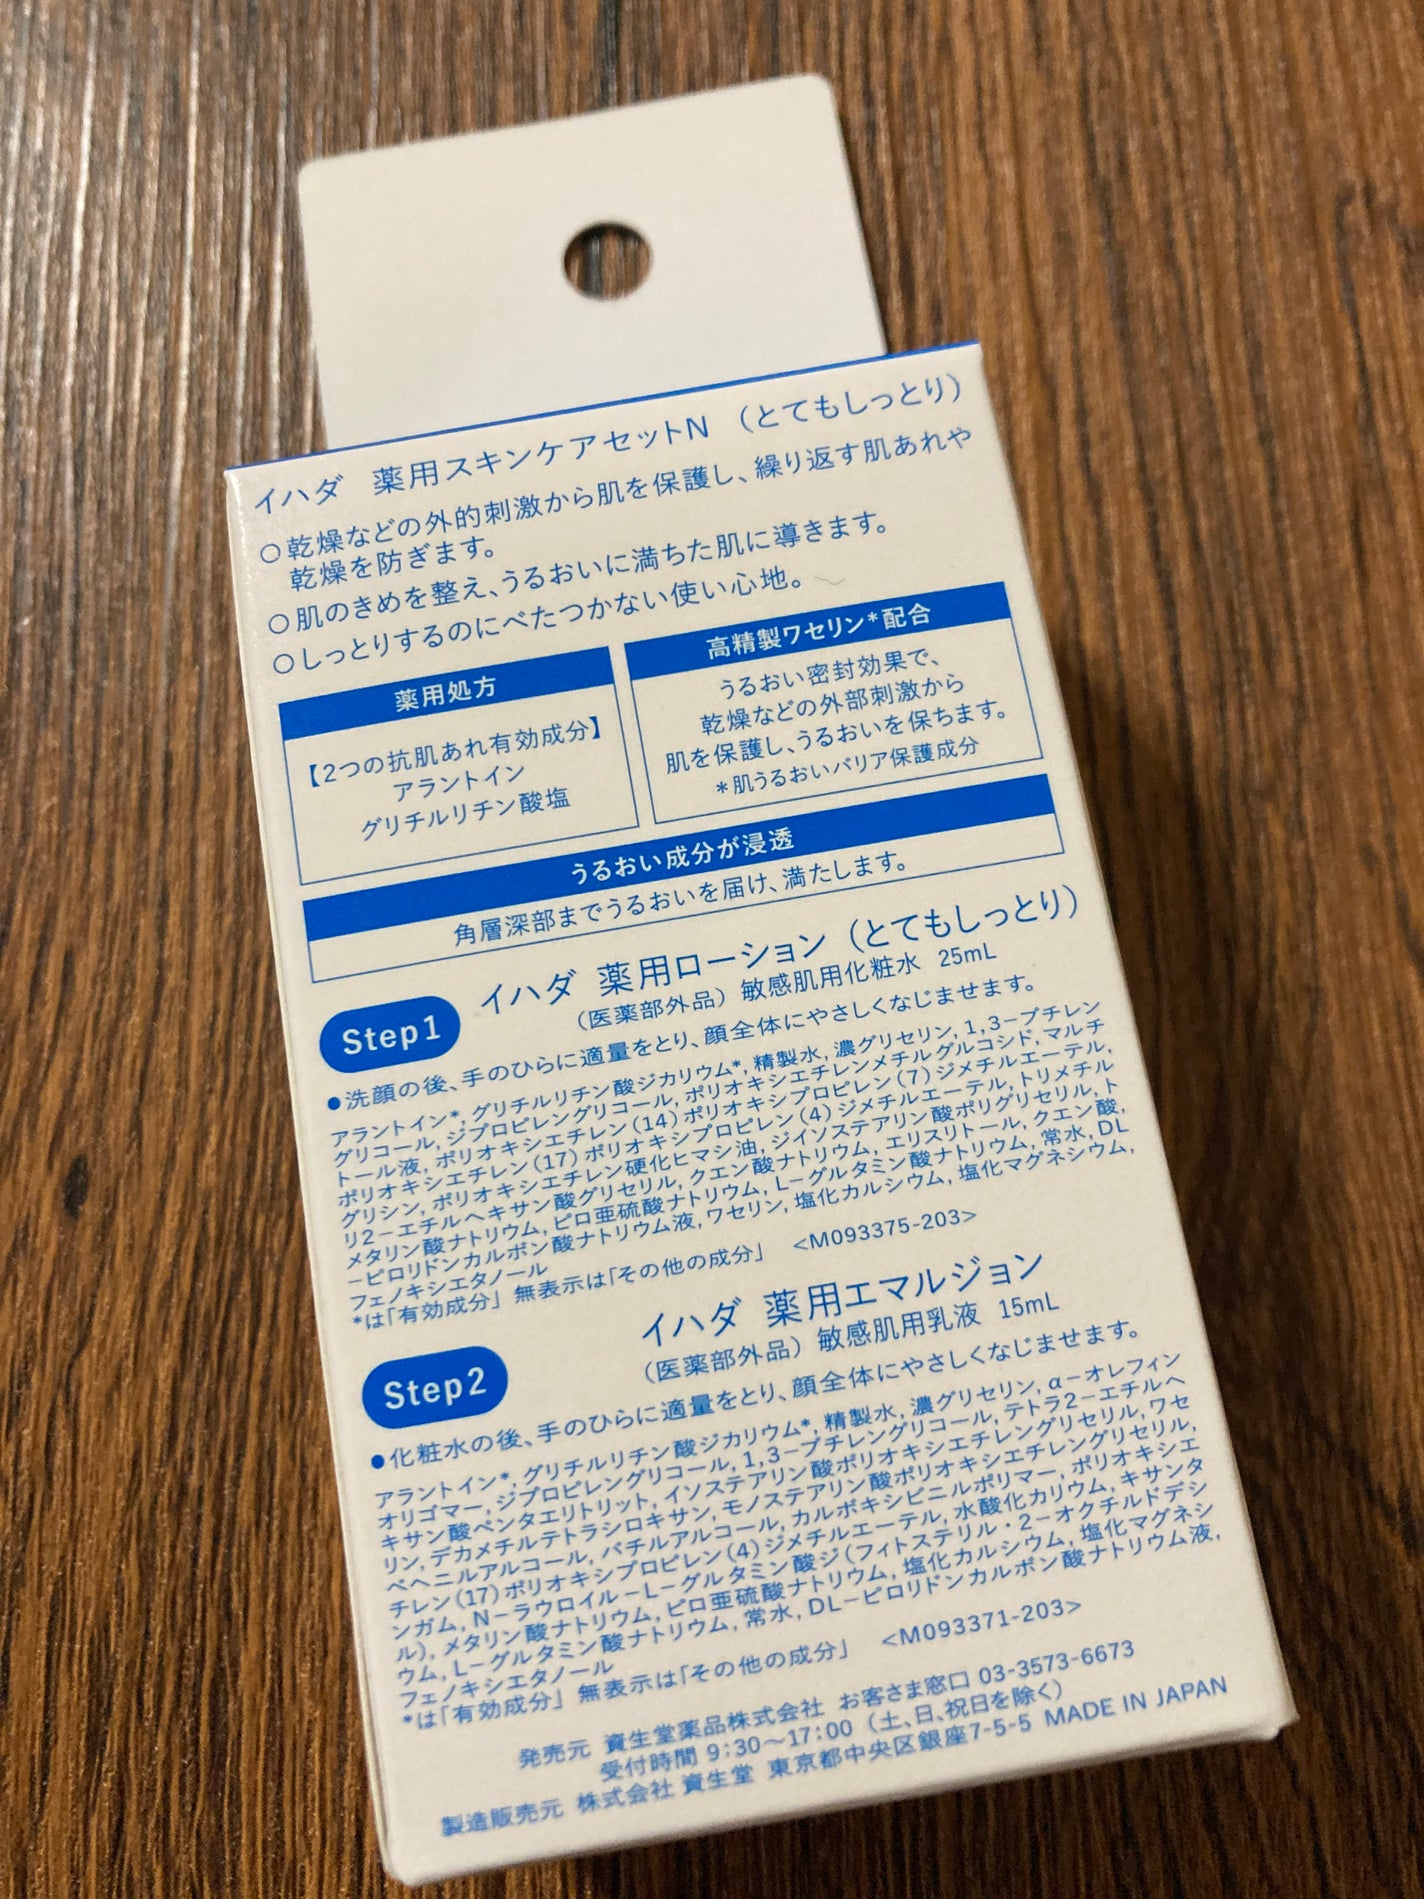 イハダ 薬用スキンケアセットN （とてもしっとり）
○乾燥などの外的刺激から肌を保護し、繰り返す肌あれや
乾燥を防ぎます。
○肌のきめを整え、うるおいに満ちた肌に導きます。
○しっとりするのにべたつかない使い心地。
薬用処方
【2つの抗肌あれ有効成分】
アラントイン
グリチルリチン酸塩
高精製ワセリン*配合
うるおい密封効果で、
乾燥などの外部刺激から
肌を保護し、うるおいを保ちます。
*肌うるおいバリア保護成分
うるおい成分が浸透
角層深部までうるおいを届け、満たします。
Step1
イハダ 薬用ローション（とてもしっとり）
（医薬部外品）敏感肌用化粧水 25mL
●洗顔の後、手のひらに適量をとり、顔全体にやさしくなじませます。
アラントイン*, グリチルリチン酸ジカリウム*, 精製水, 濃グリセリン, 1,3－ブチレン
グリコール, ジプロピレングリコール, ポリオキシエチレンメチルグルコシド, マルチ
トール液, ポリオキシエチレン(14)ポリオキシプロピレン(7)ジメチルエーテル,
ポリオキシエチレン(17)ポリオキシプロピレン(4)ジメチルエーテル, トリメチル
グリシン, ポリオキシエチレン硬化ヒマシ油, ジイソステアリン酸ポリグリセリル, ト
リ2－エチルヘキサン酸グリセリル, クエン酸ナトリウム, エリスリトール, クエン酸,
メタリン酸ナトリウム, ピロ亜硫酸ナトリウム, L－グルタミン酸ナトリウム, 常水, DL
－ピロリドンカルボン酸ナトリウム液, ワセリン, 塩化カルシウム, 塩化マグネシウム,
フェノキシエタノール
*は「有効成分」無表示は「その他の成分」 <M093375-203>
Step2
イハダ 薬用エマルジョン
（医薬部外品）敏感肌用乳液 15mL
●化粧水の後、手のひらに適量をとり、顔全体にやさしくなじませます。
アラントイン*, グリチルリチン酸ジカリウム*, 精製水, 濃グリセリン, α－オレフィン
オリゴマー, ジプロピレングリコール, 1,3－ブチレングリコール, テトラ2－エチルヘ
キサン酸ペンタエリトリット, イソステアリン酸ポリオキシエチレングリセリル, ワセ
リン, デカメチルテトラシロキサン, モノステアリン酸ポリオキシエチレングリセリル,
ベヘニルアルコール, バチルアルコール, カルボキシビニルポリマー, ポリオキシエ
チレン(17)ポリオキシプロピレン(4)ジメチルエーテル, 水酸化カリウム, キサンタ
ンガム, N－ラウロイル－L－グルタミン酸ジ(フィトステリル・2－オクチルドデシ
ル), メタリン酸ナトリウム, ピロ亜硫酸ナトリウム, 塩化カルシウム, 塩化マグネシ
ウム, L－グルタミン酸ナトリウム, 常水, DL－ピロリドンカルボン酸ナトリウム液,
フェノキシエタノール
*は「有効成分」無表示は「その他の成分」 <M093371-203>
発売元 資生堂薬品株式会社 お客さま窓口 03-3573-6673
受付時間 9:30～17:00（土、日、祝日を除く）
製造販売元 株式会社 資生堂 東京都中央区銀座7-5-5 MADE IN JAPAN